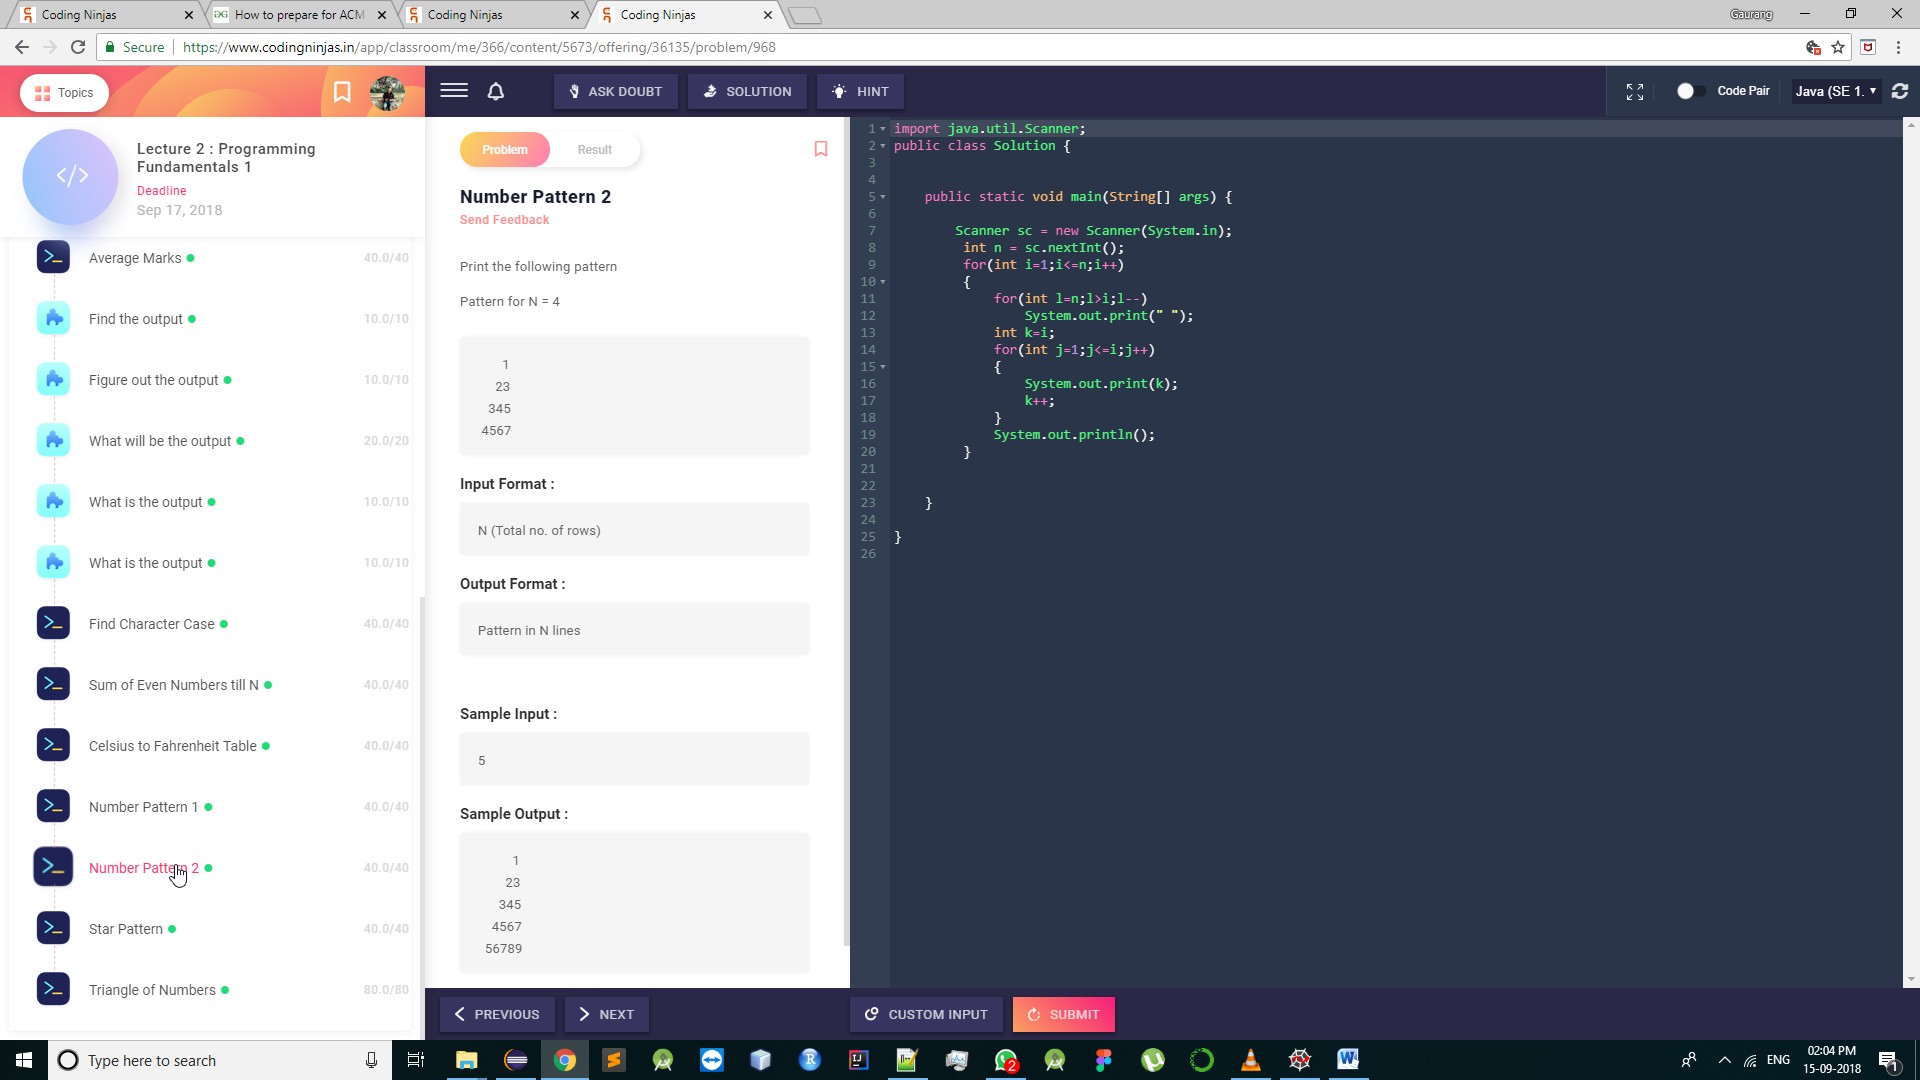 Coding Ninjas
How to prepare for ACM
Coding Ninjas
Coding Ninjas
Gaurang
Secure
https://www.codingninjas.in/app/classroom/me/366/content/5673/offering/36135/problem/968
Topics
ASK DOUBT
SOLUTION
HINT
Code Pair
Java (SE 1.
Lecture 2 : Programming
Fundamentals 1
Deadline
Sep 17, 2018
Average Marks 40.0/40
Find the output 10.0/10
Figure out the output 10.0/10
What will be the output 20.0/20
What is the output 10.0/10
What is the output 10.0/10
Find Character Case 40.0/40
Sum of Even Numbers till N 40.0/40
Celsius to Fahrenheit Table 40.0/40
Number Pattern 1 40.0/40
Number Pattern 2 40.0/40
Star Pattern 40.0/40
Triangle of Numbers 80.0/80
Problem
Result
Number Pattern 2
Send Feedback
Print the following pattern
Pattern for N = 4
1
23
345
4567
Input Format :
N (Total no. of rows)
Output Format :
Pattern in N lines
Sample Input :
5
Sample Output :
1
23
345
4567
56789
1 import java.util.Scanner;
2 public class Solution {
3
4
5 public static void main(String[] args) {
6
7 Scanner sc = new Scanner(System.in);
8 int n = sc.nextInt();
9 for(int i=1;i<=n;i++)
10 {
11 for(int l=n;l>i;l--)
12 System.out.print(" ");
13 int k=i;
14 for(int j=1;j<=i;j++)
15 {
16 System.out.print(k);
17 k++;
18 }
19 System.out.println();
20 }
21
22
23 }
24
25 }
26
PREVIOUS
NEXT
CUSTOM INPUT
SUBMIT
Type here to search
2
ENG
02:04 PM
15-09-2018
1